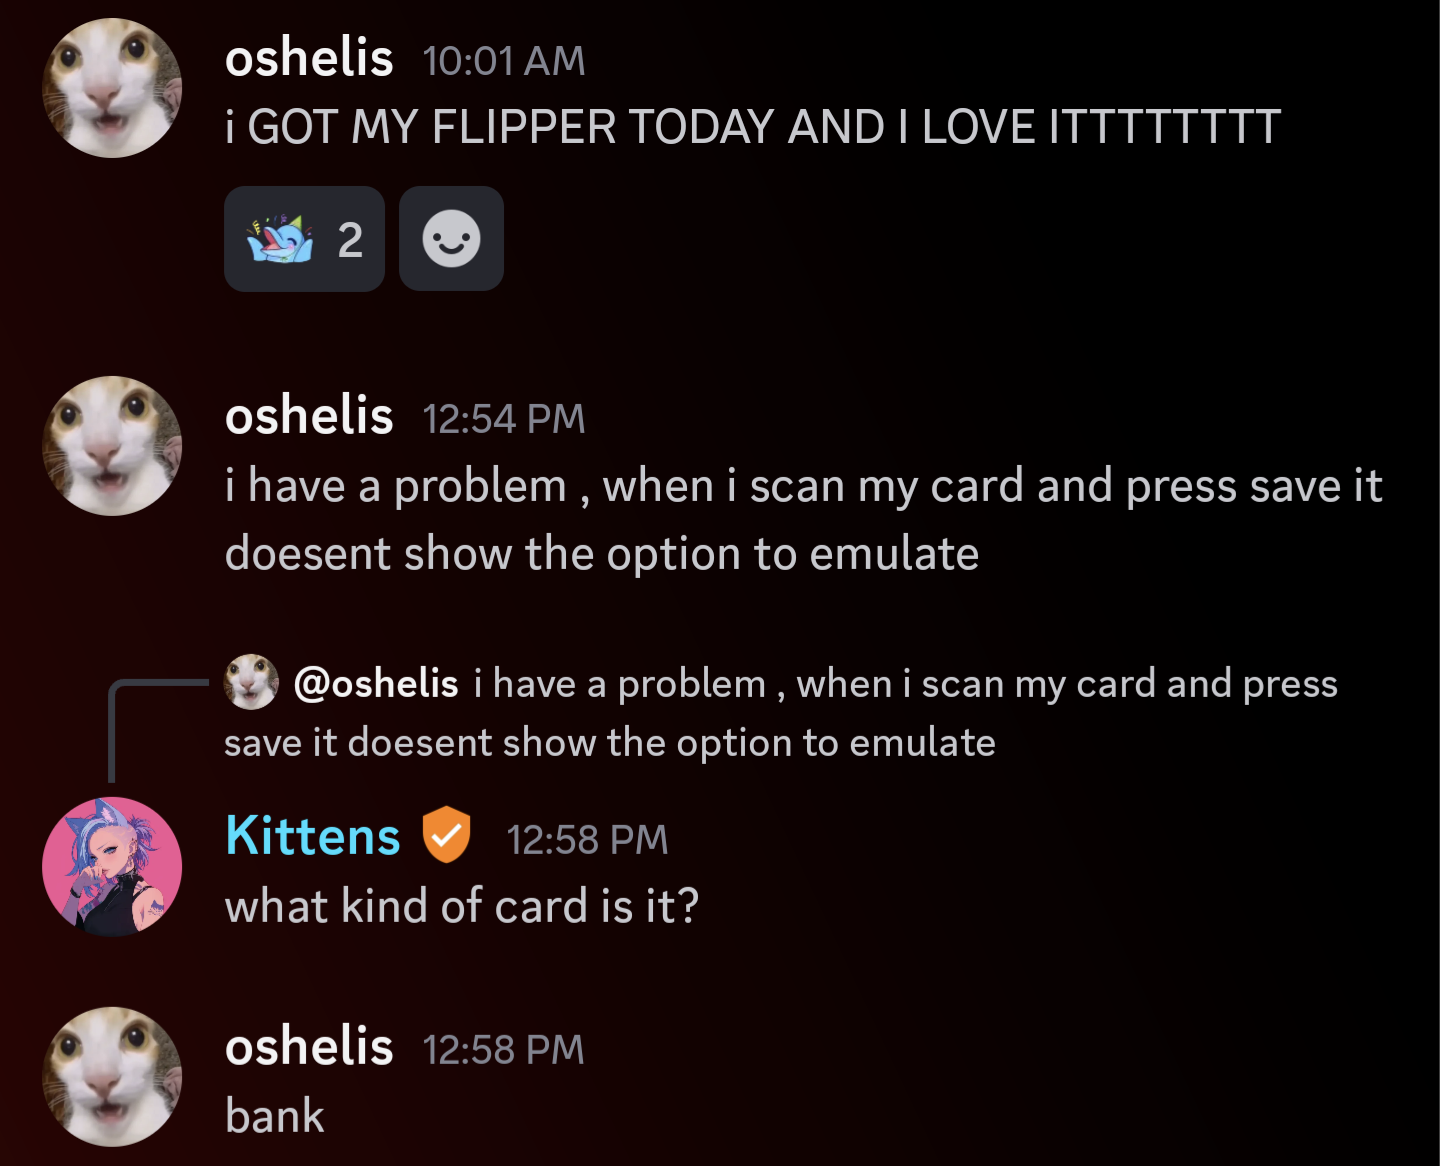 oshelis 10:01 AM
i GOT MY FLIPPER TODAY AND I LOVE ITTTTTTTT
2
oshelis 12:54 PM
i have a problem , when i scan my card and press save it
doesent show the option to emulate
@oshelis i have a problem , when i scan my card and press
save it doesent show the option to emulate
Kittens 12:58 PM
what kind of card is it?
oshelis 12:58 PM
bank